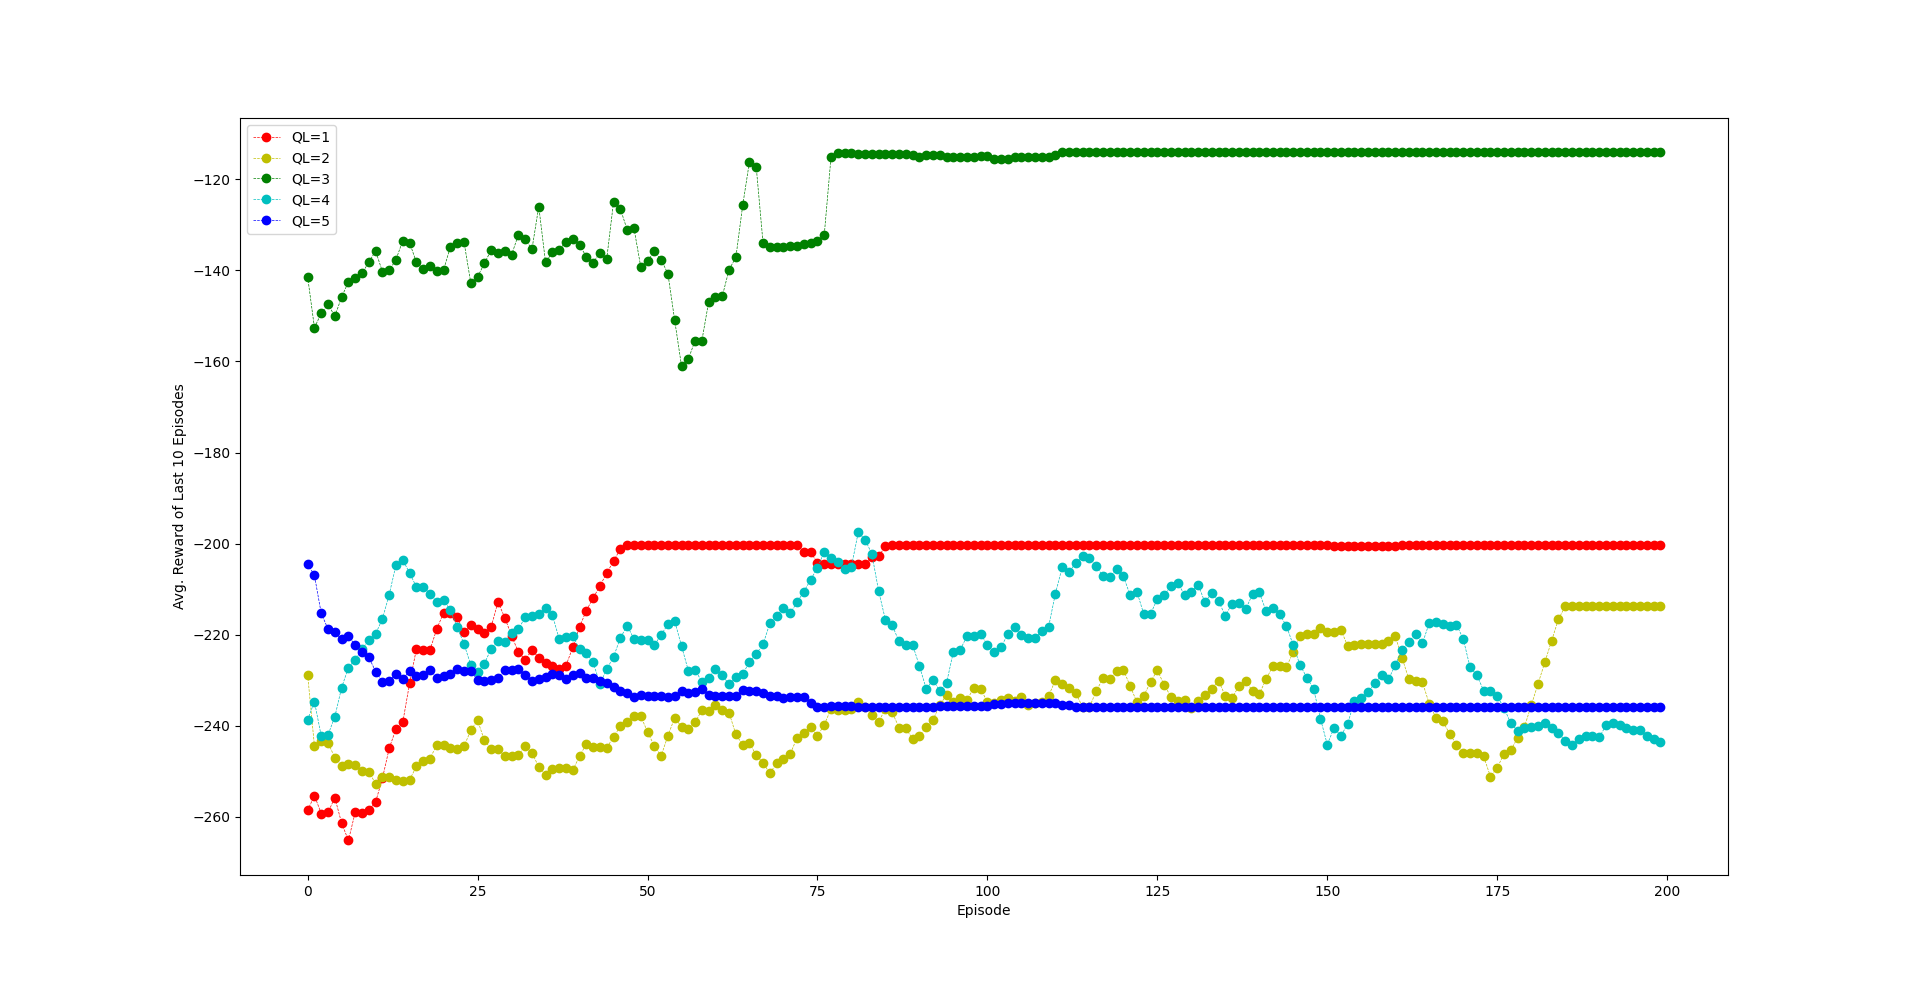 QL=1
QL=2
QL=3
QL=4
QL=5
−120
−140
−160
−180
−200
−220
−240
−260
Avg. Reward of Last 10 Episodes
0 25 50 75 100 125 150 175 200
Episode